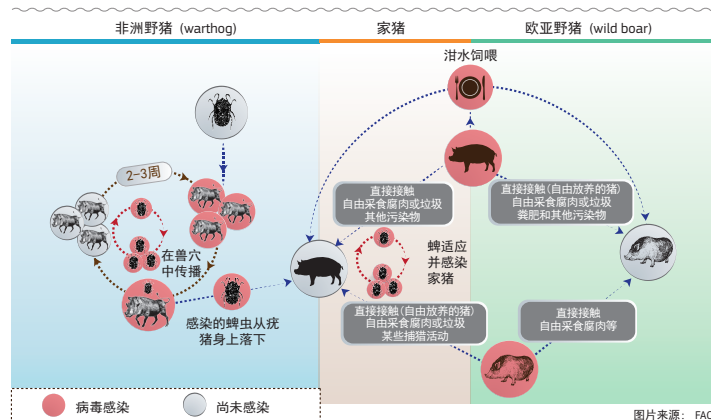 非洲野猪 (warthog)
家猪
欧亚野猪 (wild boar)
泔水饲喂
2-3周
直接接触
自由采食腐肉或垃圾
其他污染物
直接接触(自由放养的猪)
自由采食腐肉或垃圾
粪肥和其他污染物
在兽穴
中传播
蜱适应
并感染
家猪
感染的蜱虫从疣
猪身上落下
直接接触(自由放养的猪)
自由采食腐肉或垃圾
某些捕猎活动
直接接触
自由采食腐肉等
病毒感染
尚未感染
图片来源: FAO